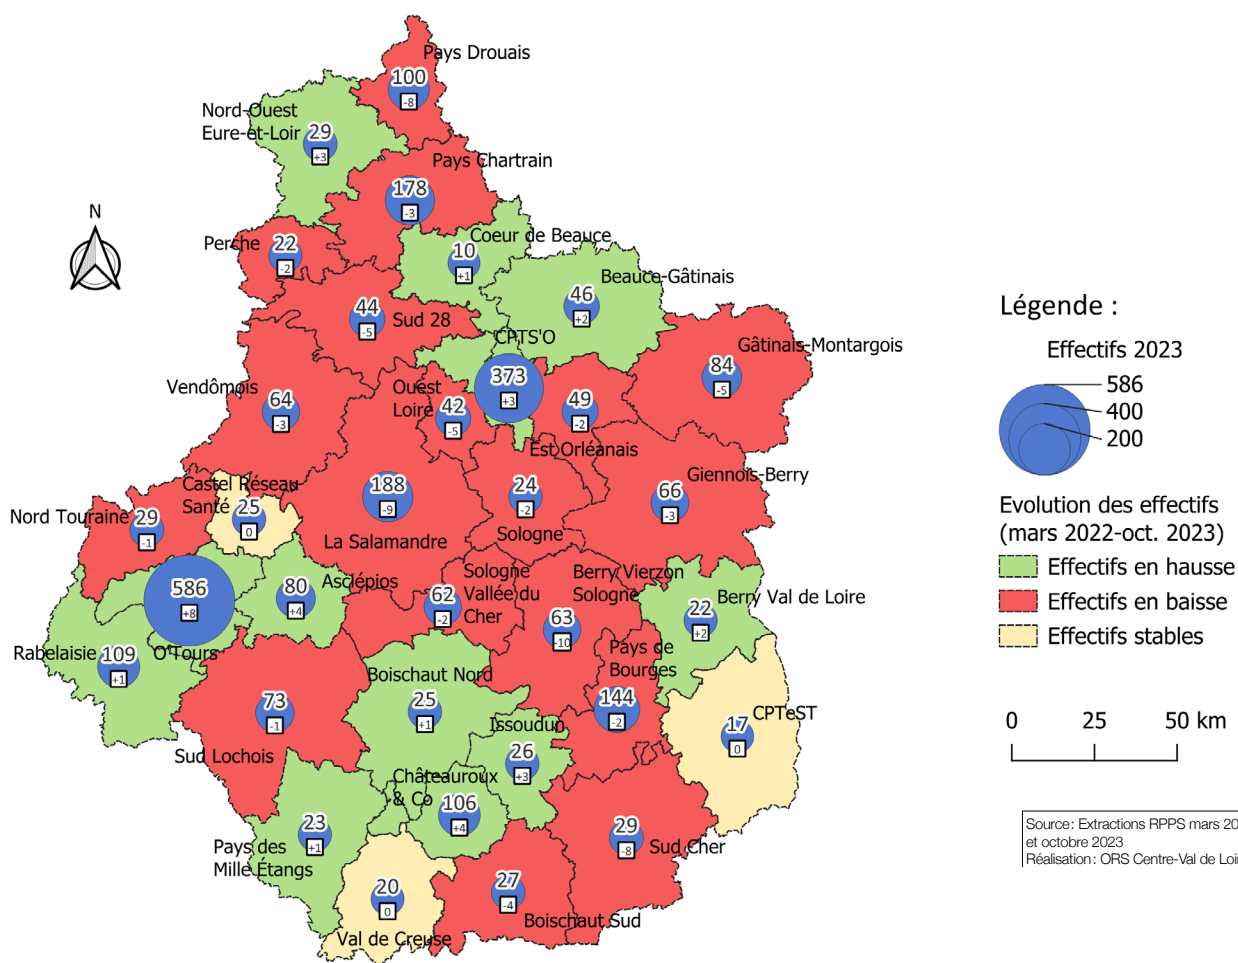 Pays Drouais
100
-8
Nord-Ouest
Eure-et-Loir
29
+3
Pays Chartrain
178
-3
N
Perche
22
-2
Coeur de Beauce
10
+1
Beauce-Gâtinais
46
+2
44
-5
Sud 28
CPTS'O
373
+3
Gâtinais-Montargois
84
-5
Vendômois
64
-3
Ouest
Loire
42
-5
49
-2
Est Orléanais
Castel Réseau
Santé
25
0
188
-9
La Salamandre
24
-2
Sologne
Giennois-Berry
66
-3
Nord Touraine
29
-1
586
+8
O'Tours
Asclépios
80
+4
Sologne
Vallée du
Cher
62
-2
Berry Vierzon
Sologne
63
-10
22
+2
Berry Val de Loire
Rabelaisie
109
+1
Boischaut Nord
25
+1
Pays de
Bourges
144
-2
73
-1
Sud Lochois
Issoudun
26
+3
CPTeST
17
0
Châteauroux
& Co
106
+4
23
+1
Pays des
Mille Étangs
29
-8
Sud Cher
20
0
Val de Creuse
27
-4
Boischaut Sud
Légende :
Effectifs 2023
586
400
200
Evolution des effectifs
(mars 2022-oct. 2023)
Effectifs en hausse
Effectifs en baisse
Effectifs stables
0 25 50 km
Source : Extractions RPPS mars 20
et octobre 2023
Réalisation : ORS Centre-Val de Loi